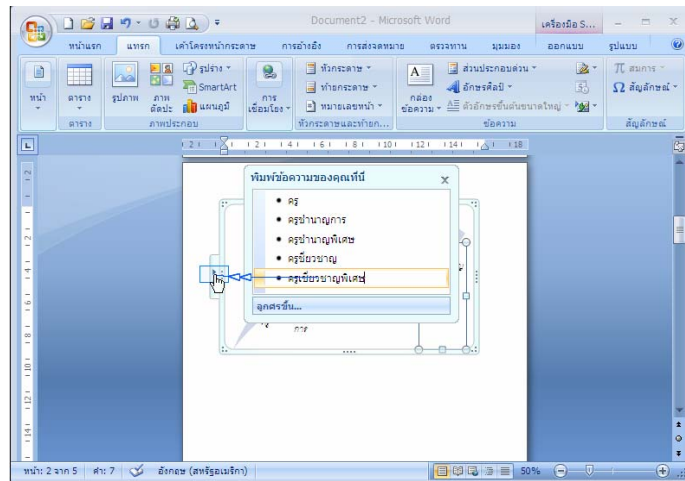 Document2 - Microsoft Word
เครื่องมือ S...
หน้าแรก แทรก เค้าโครงหน้ากระดาษ การอ้างอิง การส่งจดหมาย ตรวจทาน มุมมอง ออกแบบ รูปแบบ
หน้า ตาราง รูปภาพ ภาพตัดปะ รูปร่าง SmartArt แผนภูมิ การเชื่อมโยง หัวกระดาษ ท้ายกระดาษ หมายเลขหน้า กล่องข้อความ ส่วนประกอบด่วน อักษรศิลป์ ตัวอักษรขึ้นต้นขนาดใหญ่ สมการ สัญลักษณ์
ตาราง ภาพประกอบ หัวกระดาษและท้ายก... ข้อความ สัญลักษณ์
พิมพ์ข้อความของคุณที่นี่
ครู
ครูชำนาญการ
ครูชำนาญพิเศษ
ครูชี่ยวชาญ
ครูเชี่ยวชาญพิเศษ
ลูกศรขึ้น...
การ
หน้า: 2 จาก 5 คำ: 7 อังกฤษ (สหรัฐอเมริกา) 50%